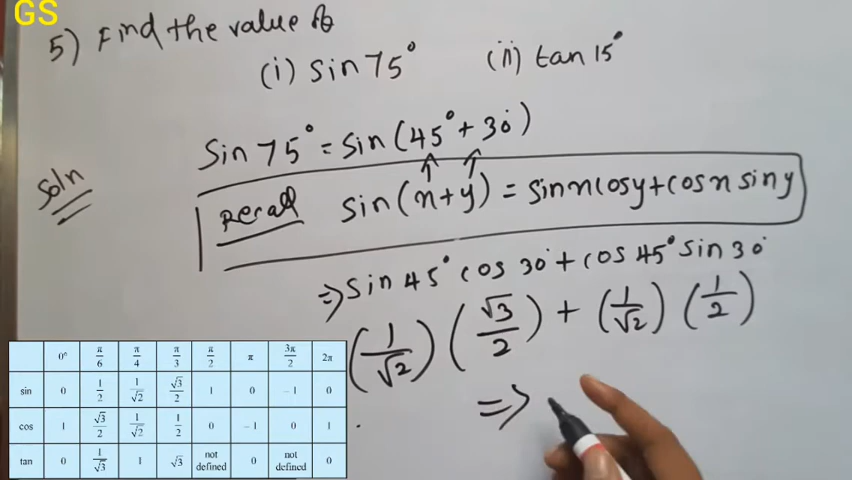 GS
5) Find the value of
(i) Sin 75° (ii) tan 15°
Soln
Sin 75° = Sin (45° + 30°)
Recall Sin(x+y) = Sinx Cosy + Cosx Siny
⇒ Sin 45° Cos 30° + Cos 45° Sin 30°
(1/√2) (√3/2) + (1/√2) (1/2)
⇒
0° π/6 π/4 π/3 π/2 π 3π/2 2π
sin 0 1/2 1/√2 √3/2 1 0 −1 0
cos 1 √3/2 1/√2 1/2 0 −1 0 1
tan 0 1/√3 1 √3 not defined 0 not defined 0